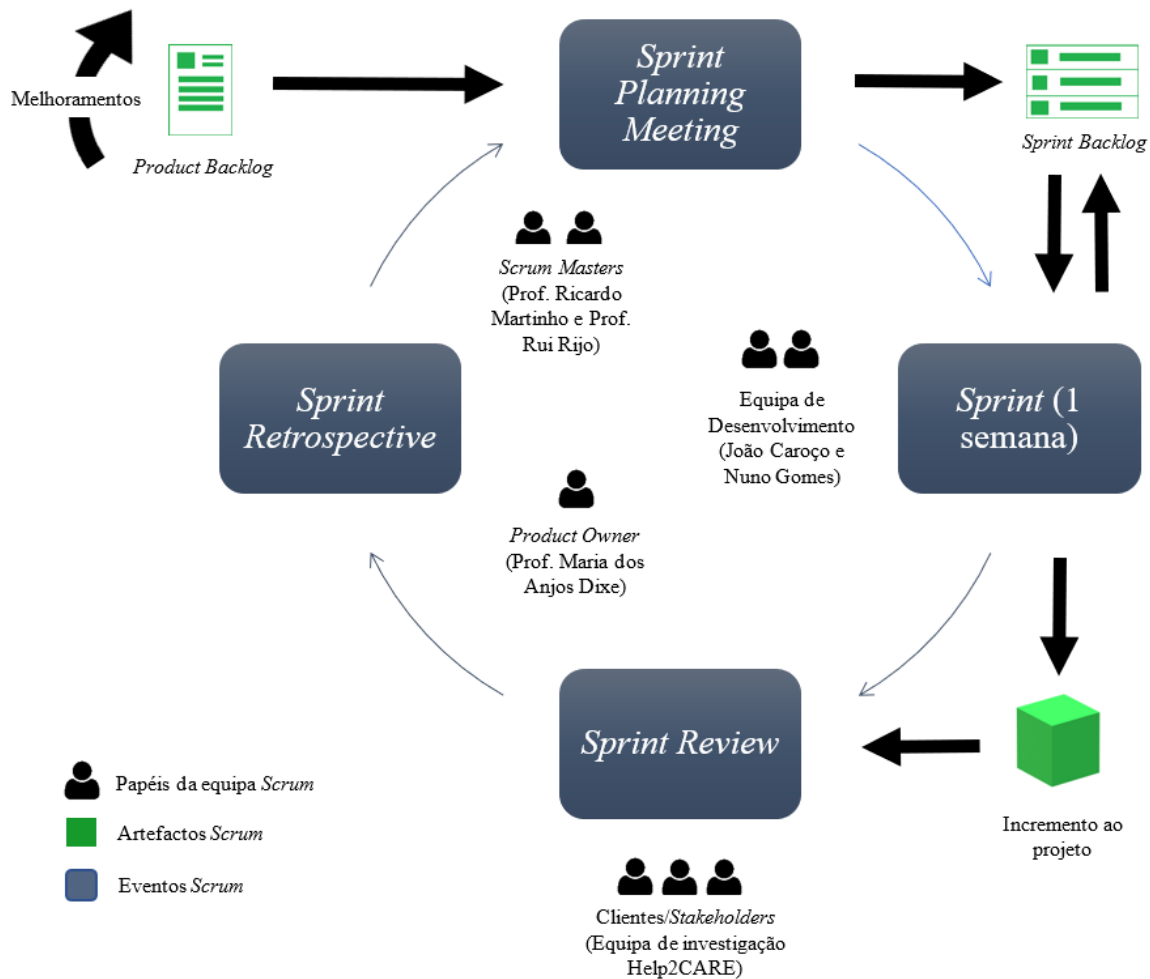 Melhoramentos
Product Backlog
Sprint
Planning
Meeting
Sprint Backlog
Scrum Masters
(Prof. Ricardo
Martinho e Prof.
Rui Rijo)
Sprint
Retrospective
Equipa de
Desenvolvimento
(João Caroço e
Nuno Gomes)
Sprint (1
semana)
Product Owner
(Prof. Maria dos
Anjos Dixe)
Sprint Review
Incremento ao
projeto
Papéis da equipa Scrum
Artefactos Scrum
Eventos Scrum
Clientes/Stakeholders
(Equipa de investigação
Help2CARE)